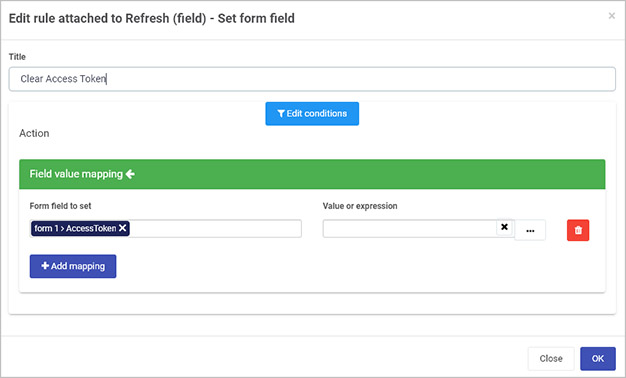 Edit rule attached to Refresh (field) - Set form field
×
Title
Clear Access Token
Edit conditions
Action
Field value mapping
Form field to set
Value or expression
form 1 > AccessToken ×
× ...
+ Add mapping
Close OK